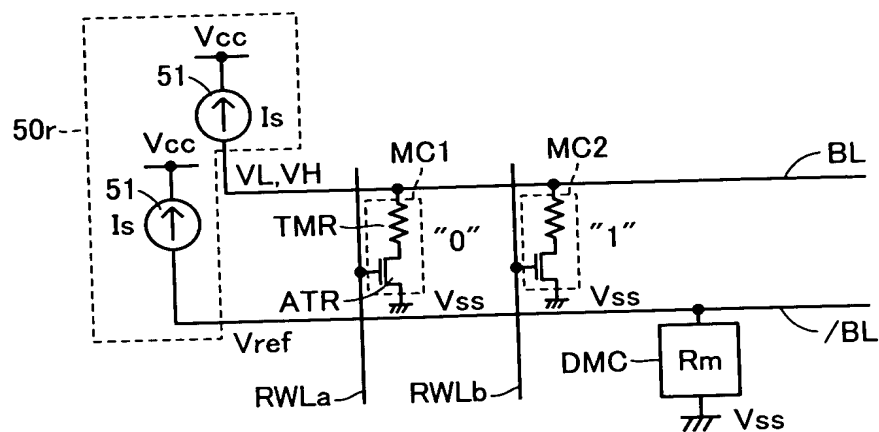 Vcc
51
Is
50r
Vcc
51
Is
VL,VH
MC1
MC2
BL
TMR
"0"
"1"
ATR
Vss
Vss
Vref
/BL
DMC
Rm
RWLa
RWLb
Vss